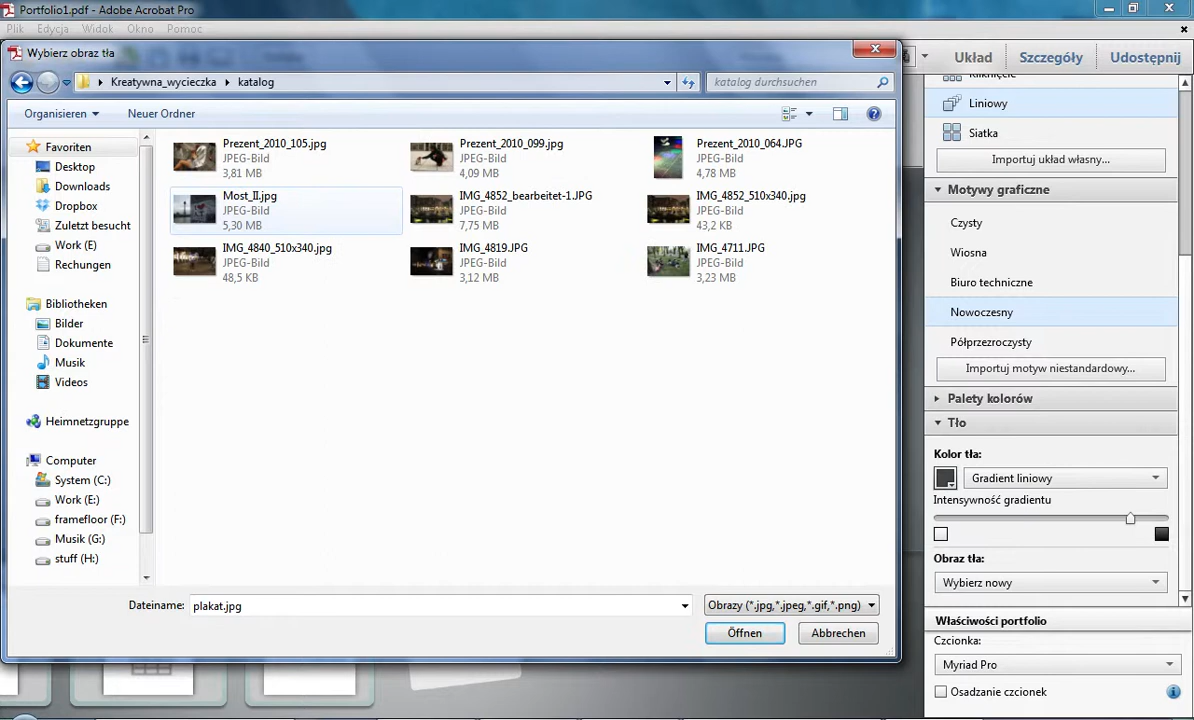 Portfolio1.pdf - Adobe Acrobat Pro
Plik Edycja Widok Okno Pomoc
Wybierz obraz tła
Układ Szczegóły Udostępnij
Kreatywna_wycieczka katalog
katalog durchsuchen
Organisieren Neuer Ordner
Favoriten
Desktop
Downloads
Dropbox
Zuletzt besucht
Work (E)
Rechungen
Bibliotheken
Bilder
Dokumente
Musik
Videos
Heimnetzgruppe
Computer
System (C:)
Work (E:)
framefloor (F:)
Musik (G:)
stuff (H:)
Prezent_2010_105.jpg
JPEG-Bild
3,81 MB
Prezent_2010_099.jpg
JPEG-Bild
4,09 MB
Prezent_2010_064.JPG
JPEG-Bild
4,78 MB
Most_II.jpg
JPEG-Bild
5,30 MB
IMG_4852_bearbeitet-1.JPG
JPEG-Bild
7,75 MB
IMG_4852_510x340.jpg
JPEG-Bild
43,2 KB
IMG_4840_510x340.jpg
JPEG-Bild
48,5 KB
IMG_4819.JPG
JPEG-Bild
3,12 MB
IMG_4711.JPG
JPEG-Bild
3,23 MB
Dateiname: plakat.jpg
Obrazy (*.jpg,*.jpeg,*.gif,*.png)
Öffnen Abbrechen
Kliknięcie
Liniowy
Siatka
Importuj układ własny...
Motywy graficzne
Czysty
Wiosna
Biuro techniczne
Nowoczesny
Półprzezroczysty
Importuj motyw niestandardowy...
Palety kolorów
Tło
Kolor tła:
Gradient liniowy
Intensywność gradientu
Obraz tła:
Wybierz nowy
Właściwości portfolio
Czcionka:
Myriad Pro
Osadzanie czcionek